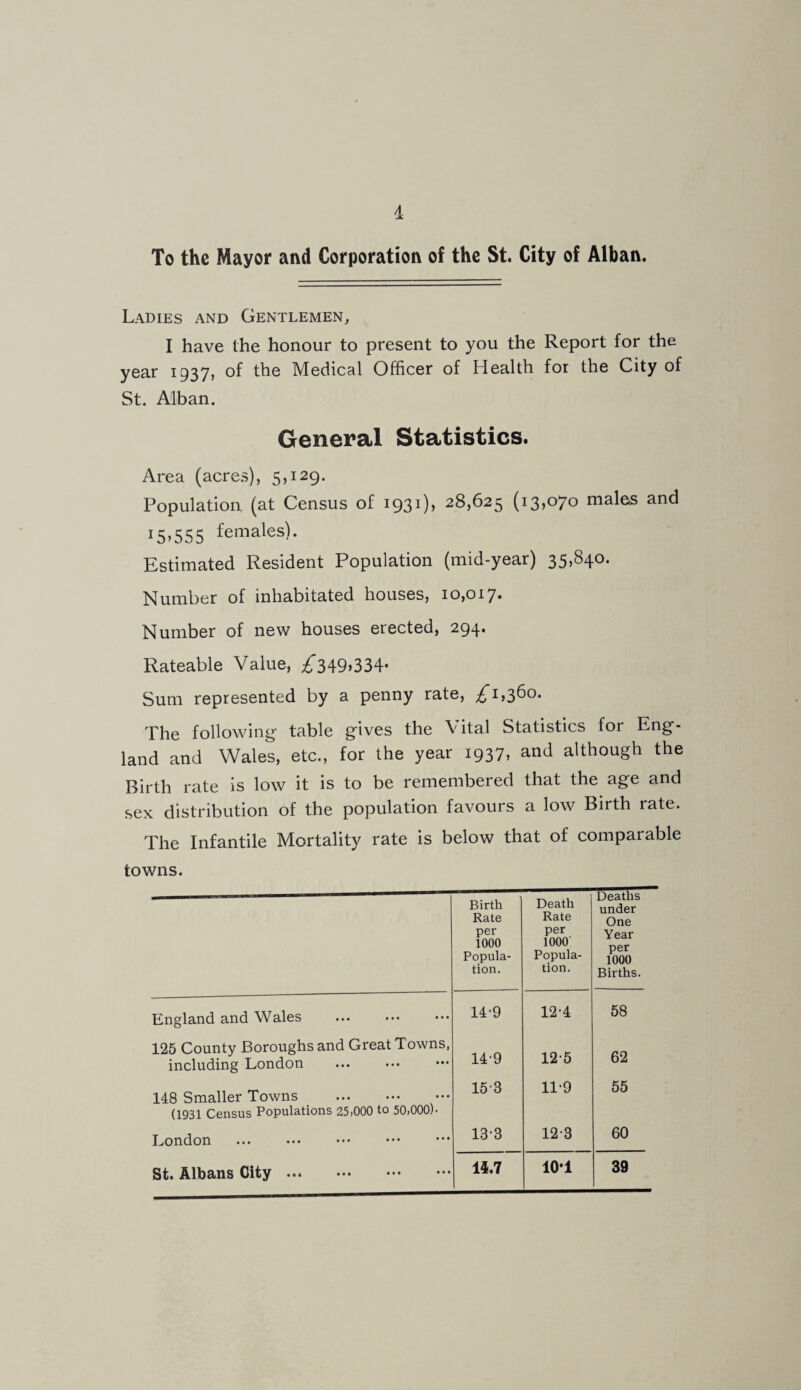 4
To the Mayor and Corporation of the St. City of Alban.
Ladies and Gentlemen,
I have the honour to present to you the Report for the
year 1937, of the Medical Officer of Health for the City of
St. Alban.
General Statistics.
Area (acres), 5,129.
Population (at Census of 1931), 28,625 (13,070 males and
15,555 females).
Estimated Resident Population (mid-year) 35,840.
Number of inhabitated houses, 10,017.
Number of new houses erected, 294.
Rateable Value, £349,334.
Sum represented by a penny rate, £1,360.
The following table gives the Vital Statistics for Eng-
land and Wales, etc., for the year 1937, and although the
Birth rate is low it is to be remembered that the age and
sex distribution of the population favours a low Birth rate.
The Infantile Mortality rate is below that of comparable
towns.
Birth Rate per 1000 Popula- tion. Death Rate per 1000 Popula- tion. Deaths under One Year per 1000 Births.
England and Wales ... ... ... 14·9 12·4 58
125 County Boroughs and Great Towns,
including London ... ... ... 14·9 12·5 62
148 Smaller Towns ... ... ... 15·3 11·9 55
(1931 Census Populations 25,000 to 50,000).
London ... ... ... ... ... 13·3 12·3 60
St. Albans City ... ... ... ... 14.7 10·1 39